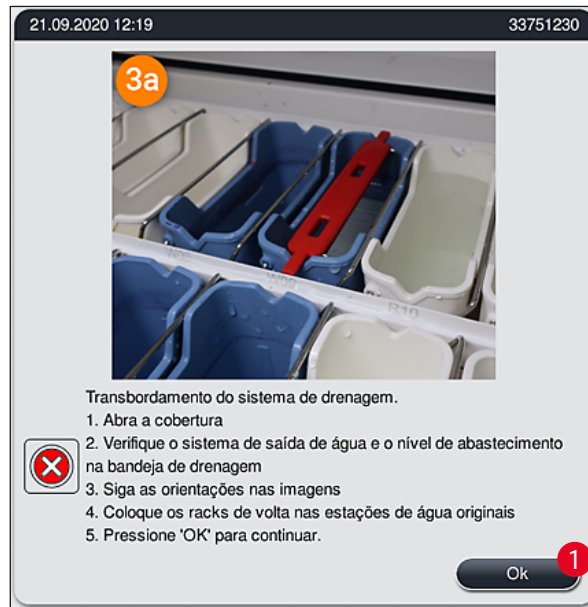 21.09.2020 12:19 33751230
3a
R10
Transbordamento do sistema de drenagem.
1. Abra a cobertura
2. Verifique o sistema de saída de água e o nível de abastecimento
na bandeja de drenagem
3. Siga as orientações nas imagens
4. Coloque os racks de volta nas estações de água originais
5. Pressione 'OK' para continuar.
Ok
1